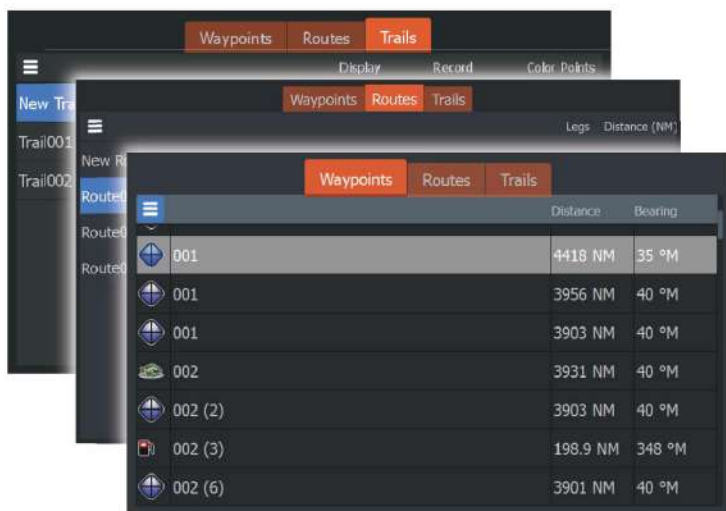 Waypoints Routes Trails
Display Record Color Points
New Tra
Trail001
Trail002
Waypoints Routes Trails
Legs Distance (NM)
New R
Route0
Route0
Route0
Waypoints Routes Trails
Distance Bearing
001 4418 NM 35 °M
001 3956 NM 40 °M
001 3903 NM 40 °M
002 3931 NM 40 °M
002 (2) 3903 NM 40 °M
002 (3) 198.9 NM 348 °M
002 (6) 3901 NM 40 °M